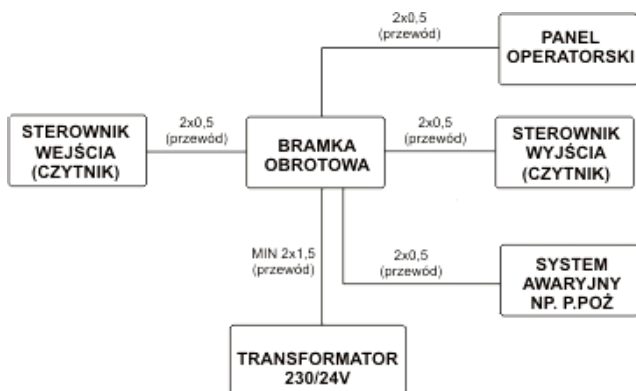 2x0,5
(przewód)
PANEL
OPERATORSKI
STEROWNIK
WEJŚCIA
(CZYTNIK)
2x0,5
(przewód)
BRAMKA
OBROTOWA
2x0,5
(przewód)
STEROWNIK
WYJŚCIA
(CZYTNIK)
MIN 2x1,5
(przewód)
2x0,5
(przewód)
SYSTEM
AWARYJNY
NP. P.POŻ
TRANSFORMATOR
230/24V